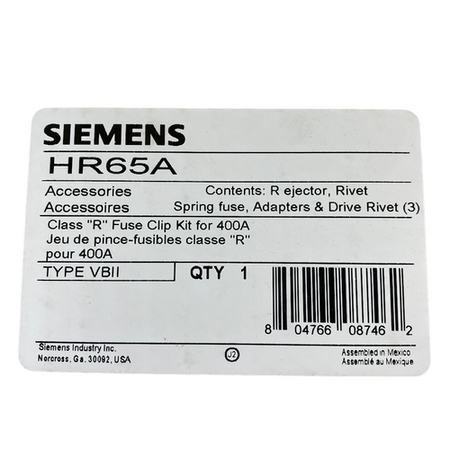 SIEMENS
HR65A
Accessories Contents: R ejector, Rivet
Accessoires Spring fuse, Adapters & Drive Rivet (3)
Class "R" Fuse Clip Kit for 400A
Jeu de pince-fusibles classe "R"
pour 400A
TYPE VBII QTY 1
8 04766 08746 2
Siemens Industry Inc. Assembled in Mexico
Norcross, Ga. 30092, USA J2 Assemblé au Mexique